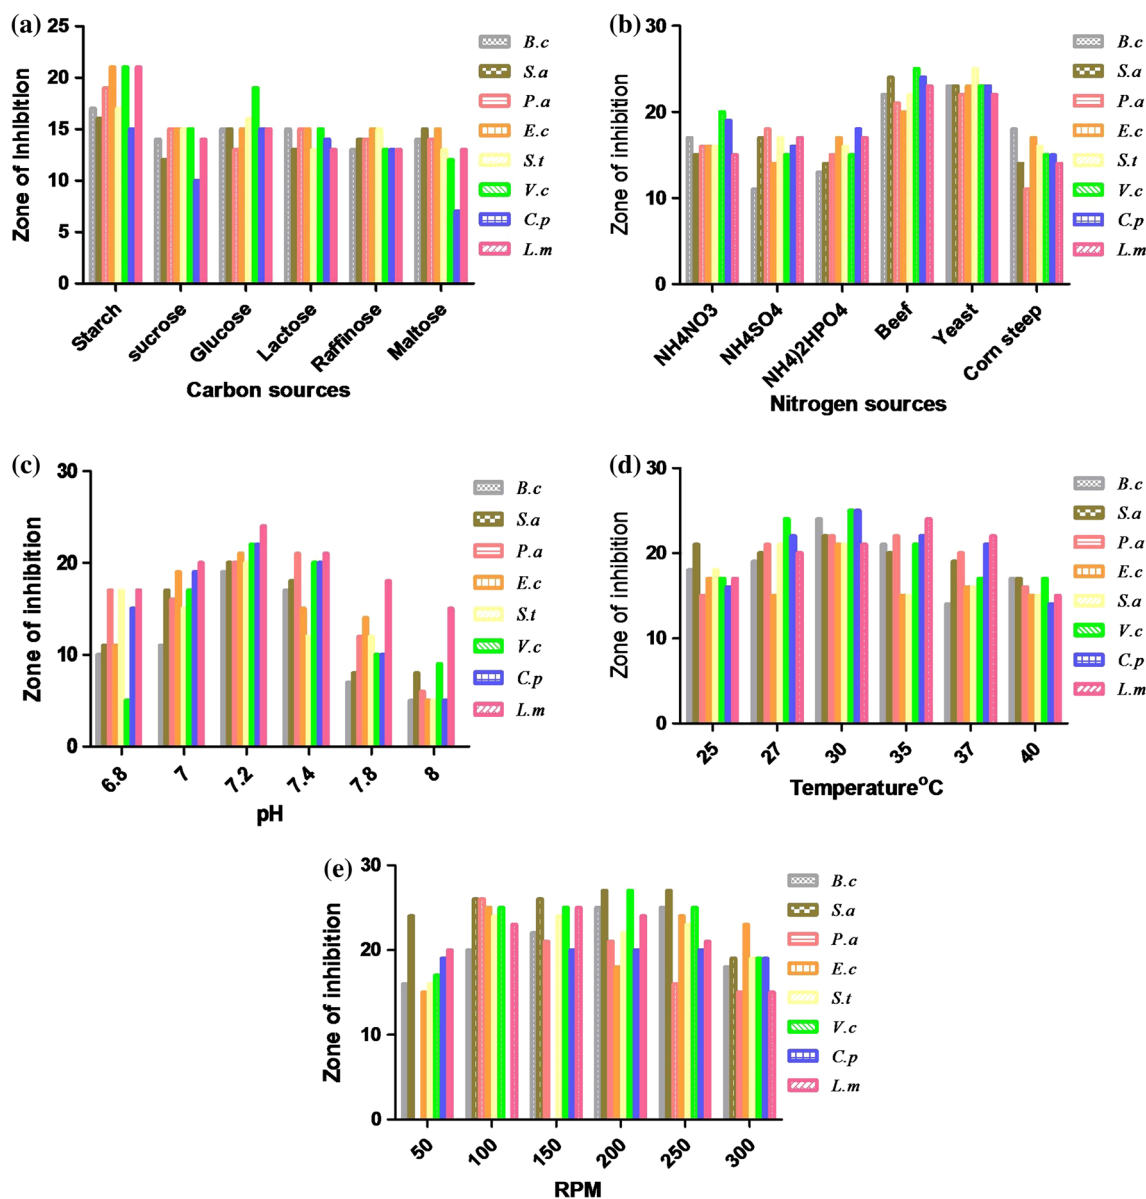 (a)
25
20
15
10
5
0
Zone of inhibition
Starch
sucrose
Glucose
Lactose
Raffinose
Maltose
Carbon sources
B.c
S.a
P.a
E.c
S.t
V.c
C.p
L.m
(b)
30
20
10
0
Zone of inhibition
NH4NO3
NH4SO4
NH4)2HPO4
Beef
Yeast
Corn steep
Nitrogen sources
B.c
S.a
P.a
E.c
S.t
V.c
C.p
L.m
(c)
30
20
10
0
Zone of inhibition
6.8
7
7.2
7.4
7.8
8
pH
B.c
S.a
P.a
E.c
S.t
V.c
C.p
L.m
(d)
30
20
10
0
Zone of inhibition
25
27
30
35
37
40
Temperature°C
B.c
S.a
P.a
E.c
S.a
V.c
C.p
L.m
(e)
30
20
10
0
Zone of inhibition
50
100
150
200
250
300
RPM
B.c
S.a
P.a
E.c
S.t
V.c
C.p
L.m